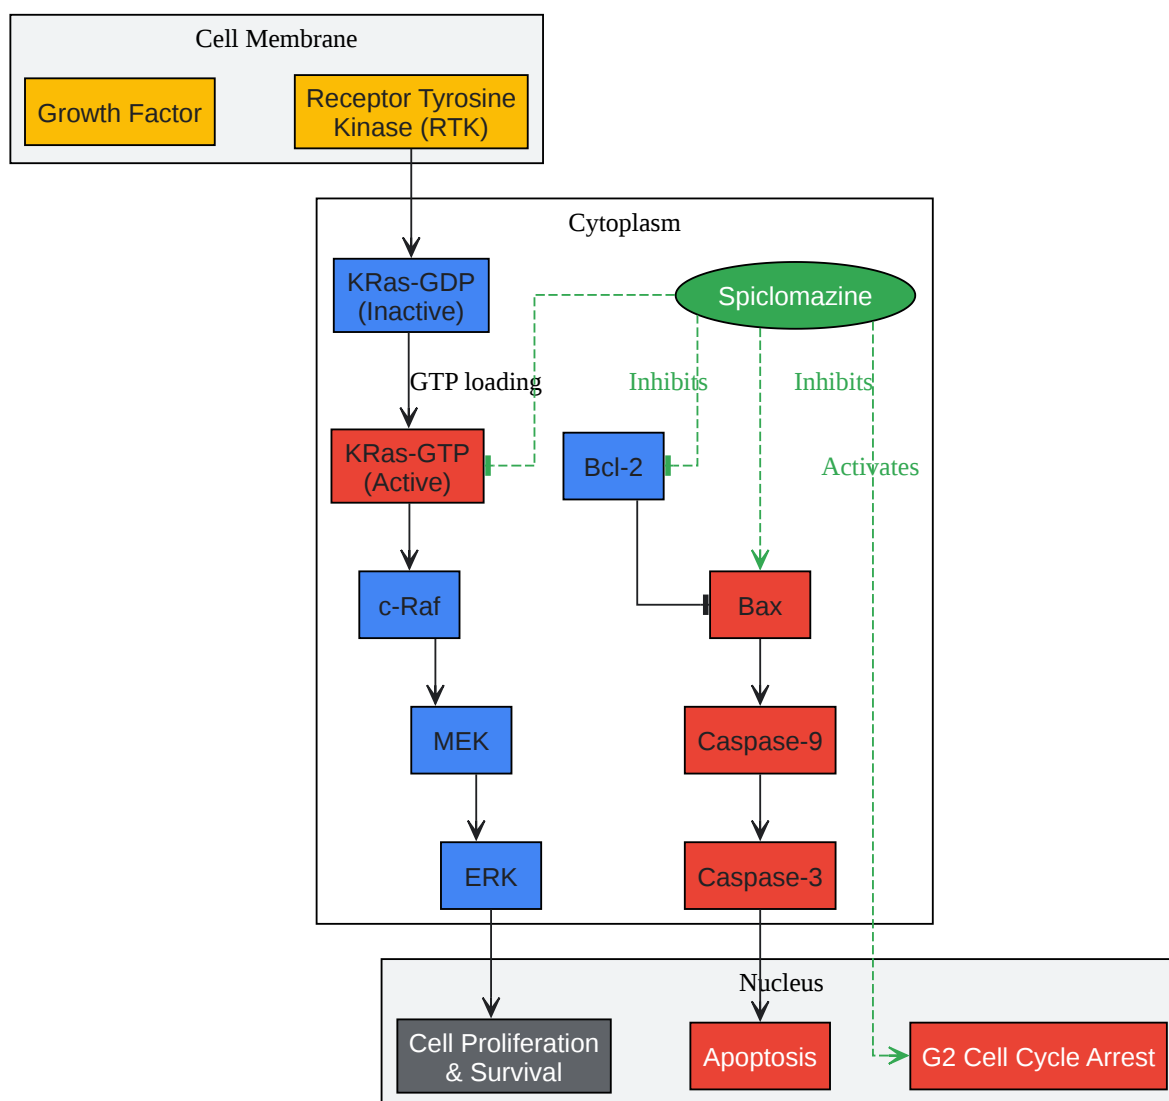 Cell Membrane
Growth Factor
Receptor Tyrosine
Kinase (RTK)
Cytoplasm
KRas-GDP
(Inactive)
Spiclomazine
GTP loading
Inhibits
Inhibits
KRas-GTP
(Active)
Bcl-2
Activates
c-Raf
Bax
MEK
Caspase-9
ERK
Caspase-3
Nucleus
Cell Proliferation
& Survival
Apoptosis
G2 Cell Cycle Arrest